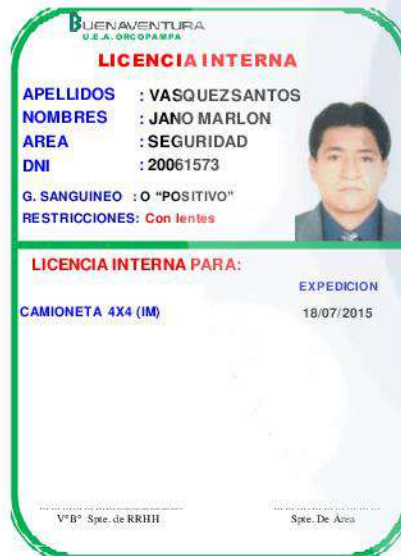 BUENAVENTURA
U.E.A. ORCOPAMPA
LICENCIA INTERNA
APELLIDOS : VASQUEZ SANTOS
NOMBRES : JANO MARLON
AREA : SEGURIDAD
DNI : 20061573
G. SANGUINEO : O “POSITIVO”
RESTRICCIONES: Con lentes
LICENCIA INTERNA PARA:
EXPEDICION
CAMIONETA 4X4 (IM) 18/07/2015
V°B° Spte. de RRHH Spte. De Área